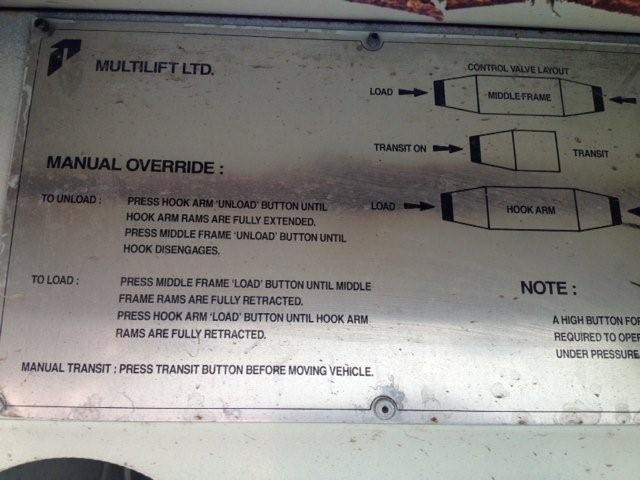 MULTILIFT LTD.
CONTROL VALVE LAYOUT
LOAD
MIDDLE FRAME
TRANSIT ON
TRANSIT
LOAD
HOOK ARM
MANUAL OVERRIDE :
TO UNLOAD : PRESS HOOK ARM 'UNLOAD' BUTTON UNTIL
HOOK ARM RAMS ARE FULLY EXTENDED.
PRESS MIDDLE FRAME 'UNLOAD' BUTTON UNTIL
HOOK DISENGAGES.
TO LOAD : PRESS MIDDLE FRAME 'LOAD' BUTTON UNTIL MIDDLE
FRAME RAMS ARE FULLY RETRACTED.
PRESS HOOK ARM 'LOAD' BUTTON UNTIL HOOK ARM
RAMS ARE FULLY RETRACTED.
MANUAL TRANSIT : PRESS TRANSIT BUTTON BEFORE MOVING VEHICLE.
NOTE :
A HIGH BUTTON FOR
REQUIRED TO OPER
UNDER PRESSURE